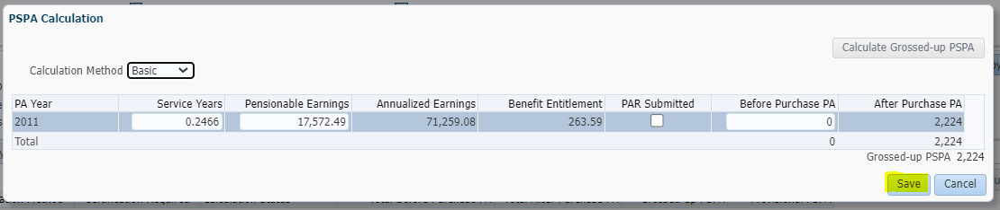 PSPA Calculation
Calculate Grossed-up PSPA
Calculation Method Basic
PA Year Service Years Pensionable Earnings Annualized Earnings Benefit Entitlement PAR Submitted Before Purchase PA After Purchase PA
2011 0.2466 17,572.49 71,259.08 263.59 0 2,224
Total 0 2,224
Grossed-up PSPA 2,224
Save Cancel